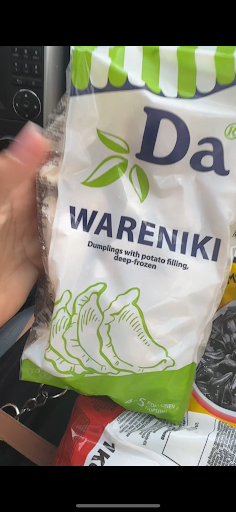 Da
WARENIKI
Dumplings with potato filling,
deep-frozen